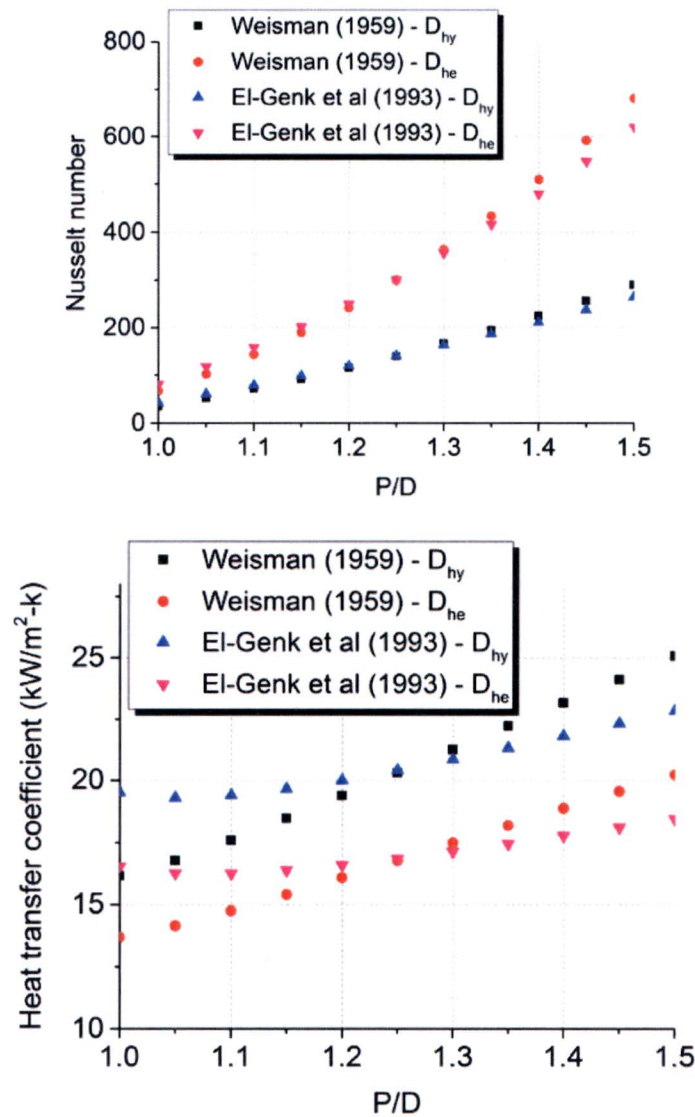 Weisman (1959) - Dhy
Weisman (1959) - Dhe
El-Genk et al (1993) - Dhy
El-Genk et al (1993) - Dhe
800
600
400
200
0
Nusselt number
1.0 1.1 1.2 1.3 1.4 1.5
P/D
Weisman (1959) - Dhy
Weisman (1959) - Dhe
El-Genk et al (1993) - Dhy
El-Genk et al (1993) - Dhe
25
20
15
10
Heat transfer coefficient (kW/m²-k)
1.0 1.1 1.2 1.3 1.4 1.5
P/D